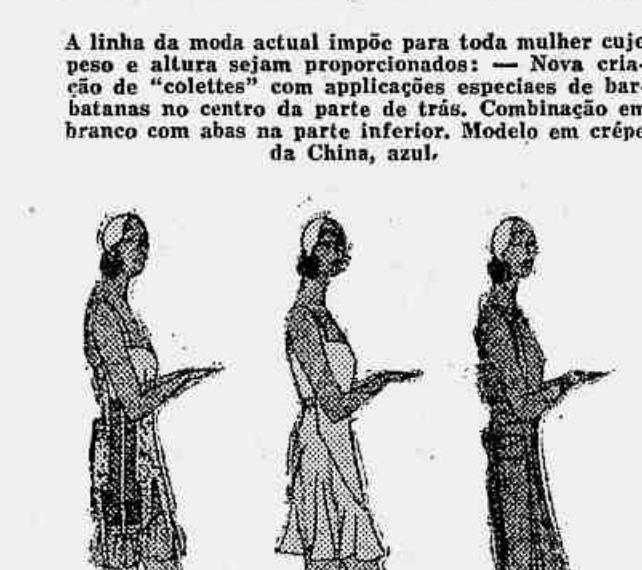 A linha da moda actual impõe para toda mulher cuje
peso e altura sejam proporcionados: — Nova cria-
ção de "colettes" com applicações especiaes de bar-
batanas no centro da parte de trás. Combinação em
branco com abas na parte inferior. Modelo em crépe
da China, azul.